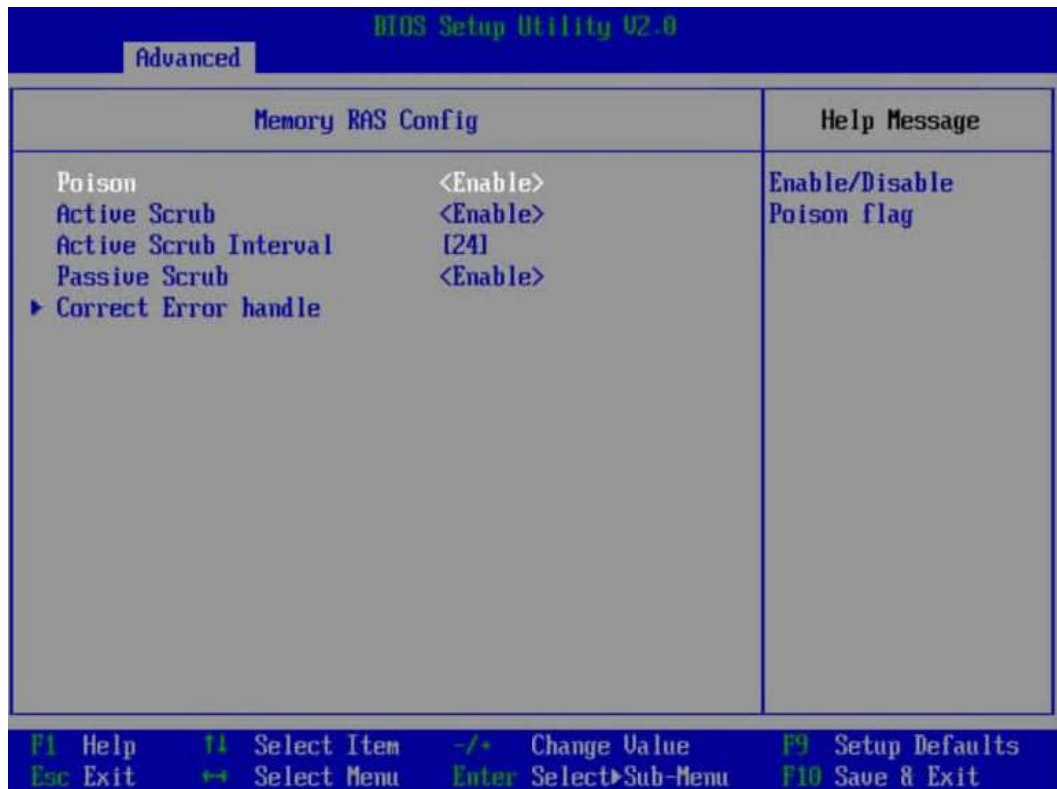 BIOS Setup Utility V2.0
Advanced
Memory RAS Config
Help Message
Poison <Enable>
Active Scrub <Enable>
Active Scrub Interval [24]
Passive Scrub <Enable>
▶ Correct Error handle
Enable/Disable
Poison flag
F1 Help ↑↓ Select Item -/+ Change Value F9 Setup Defaults
Esc Exit ←→ Select Menu Enter Select▶Sub-Menu F10 Save & Exit